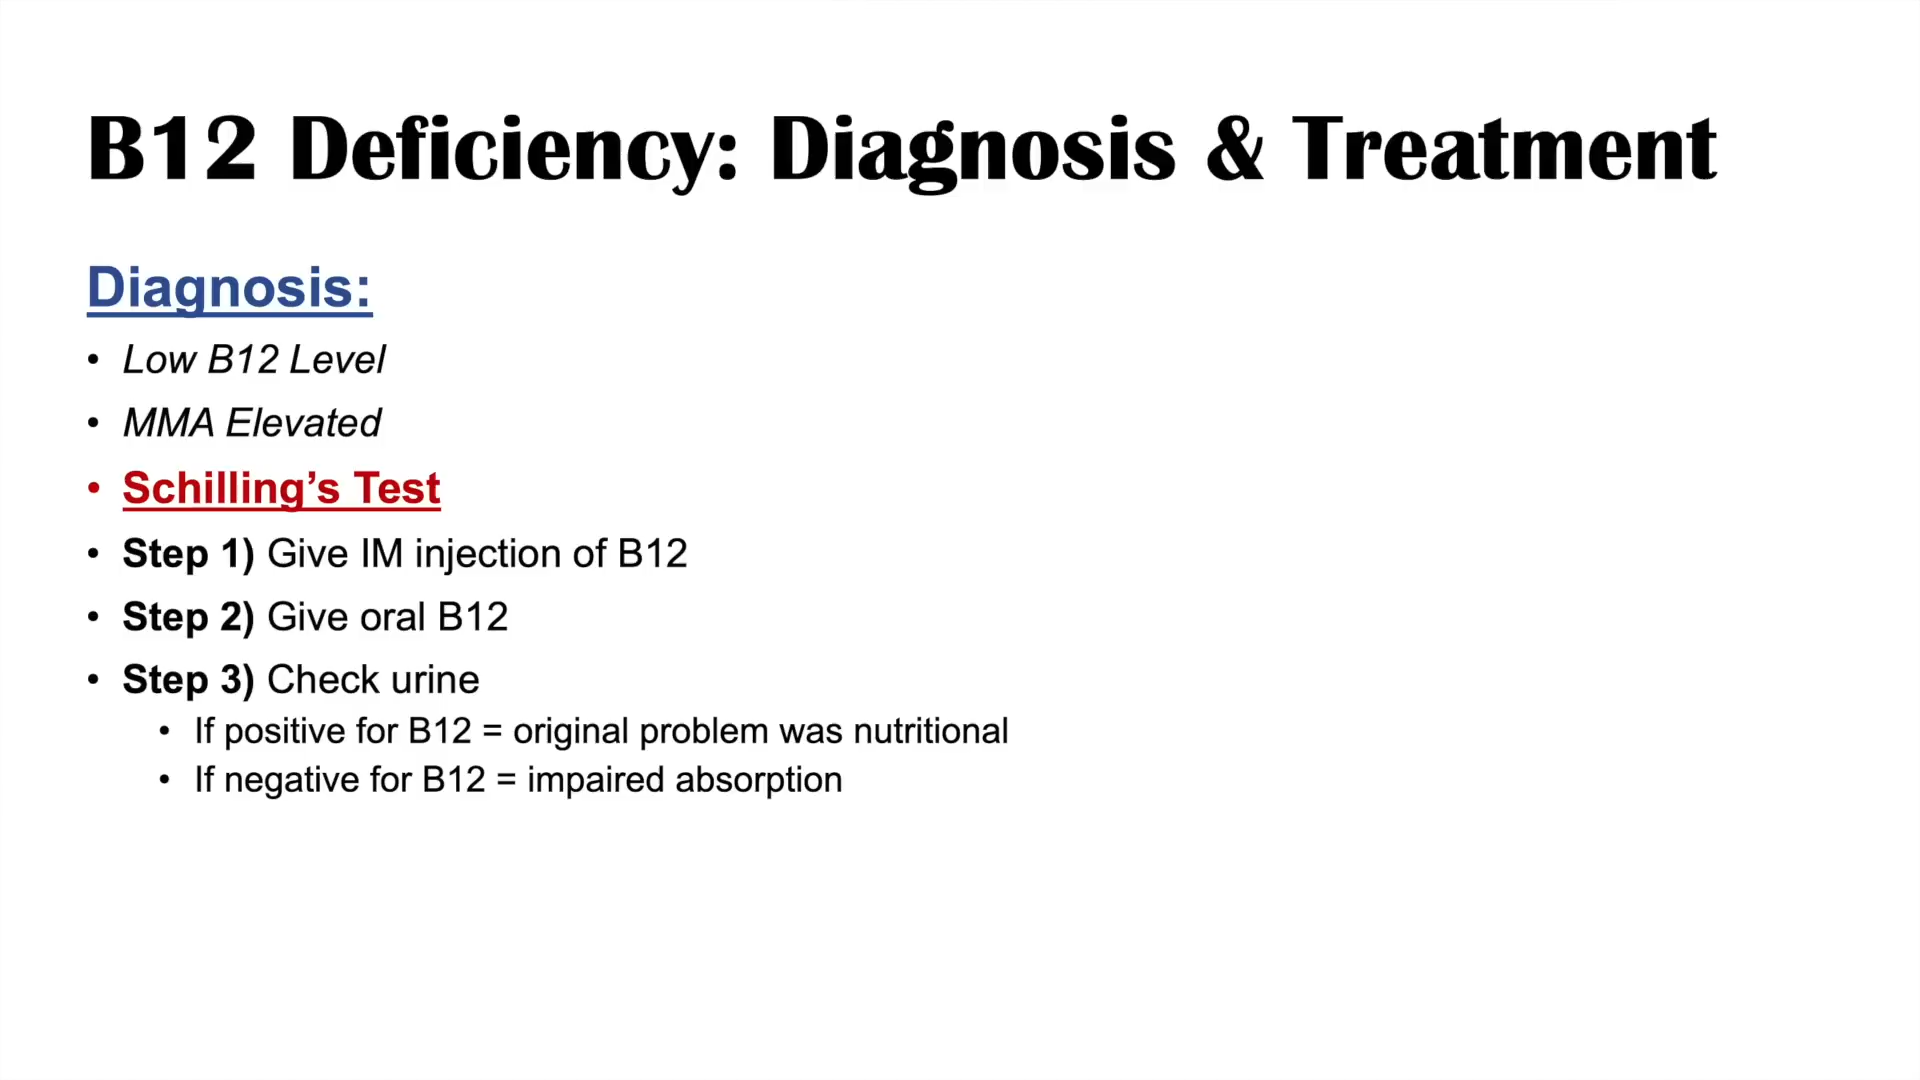 B12 Deficiency: Diagnosis & Treatment
Diagnosis:
• Low B12 Level
• MMA Elevated
• Schilling’s Test
• Step 1) Give IM injection of B12
• Step 2) Give oral B12
• Step 3) Check urine
• If positive for B12 = original problem was nutritional
• If negative for B12 = impaired absorption